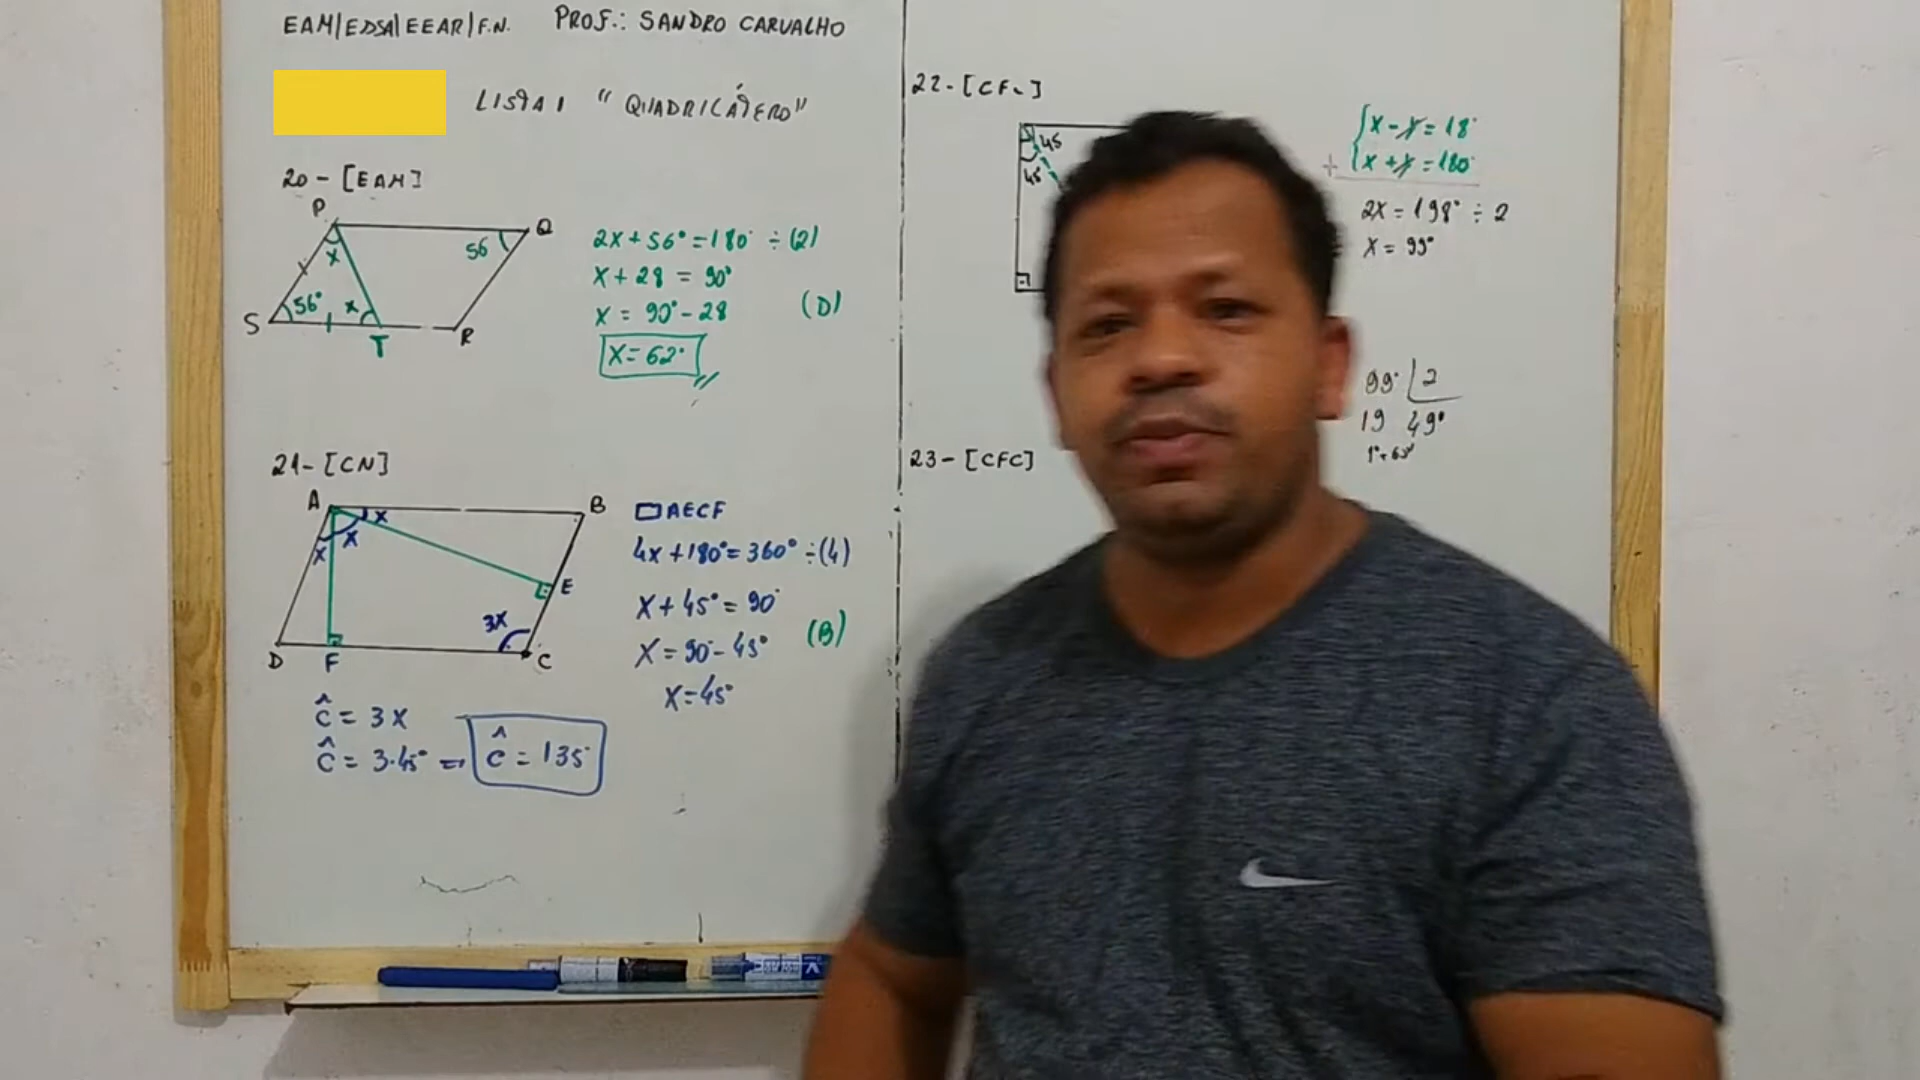 EAM/EDSA/EEAR/F.N. PROF.: SANDRO CARVALHO
LISTA 1 "QUADRILÁTERO"
20 - [EAM]
P
Q
56
x
x
56°
S
T
R
2x + 56° = 180° ÷ (2)
x + 28 = 90°
x = 90° - 28
(D)
x = 62°
21 - [CN]
A
B
x
x
x
E
3x
D
F
C
▭ AECF
4x + 180° = 360° ÷ (4)
x + 45° = 90°
(B)
x = 90° - 45°
x = 45°
ĉ = 3x
ĉ = 3.45° ⇒ ĉ = 135°
22 - [CF
45
45
x - y = 18°
+ x + y = 180°
2x = 198° ÷ 2
x = 99°
99° 2
19 49°
23 - [CFC]